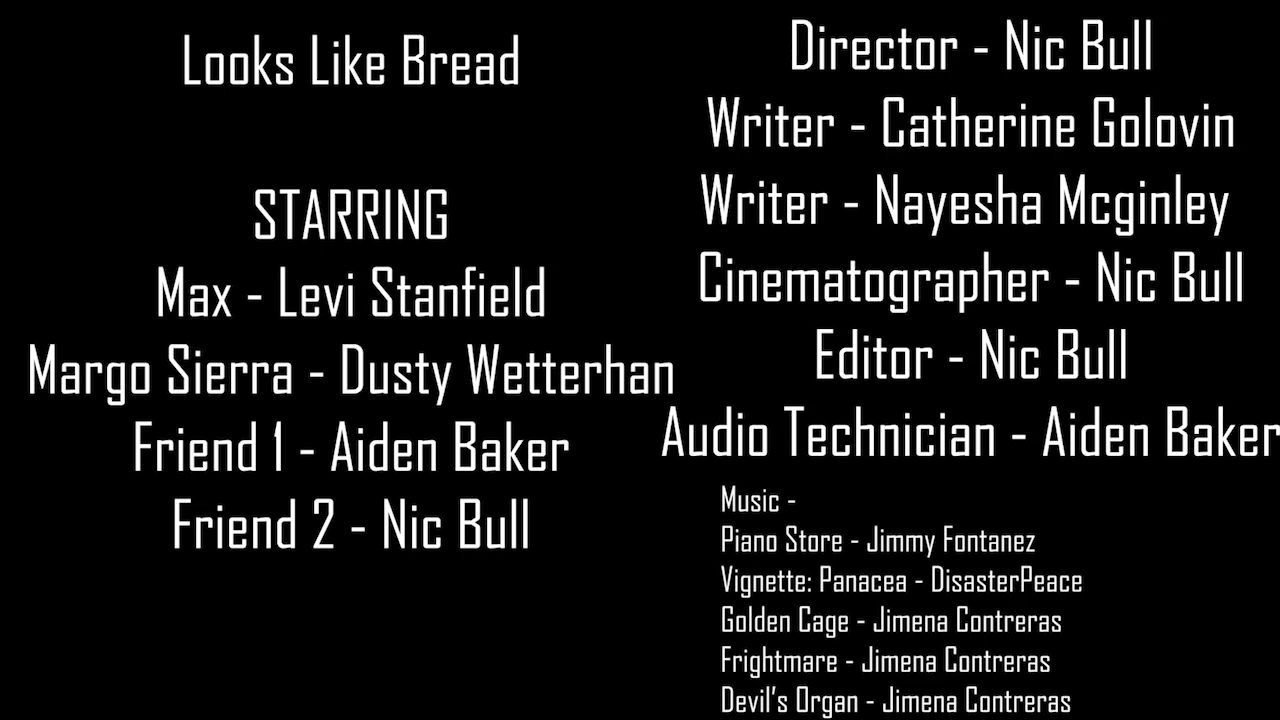 Looks Like Bread
STARRING
Max - Levi Stanfield
Margo Sierra - Dusty Wetterhan
Friend 1 - Aiden Baker
Friend 2 - Nic Bull
Director - Nic Bull
Writer - Catherine Golovin
Writer - Nayesha Mcginley
Cinematographer - Nic Bull
Editor - Nic Bull
Audio Technician - Aiden Baker
Music -
Piano Store - Jimmy Fontanez
Vignette: Panacea - DisasterPeace
Golden Cage - Jimena Contreras
Frightmare - Jimena Contreras
Devil's Organ - Jimena Contreras